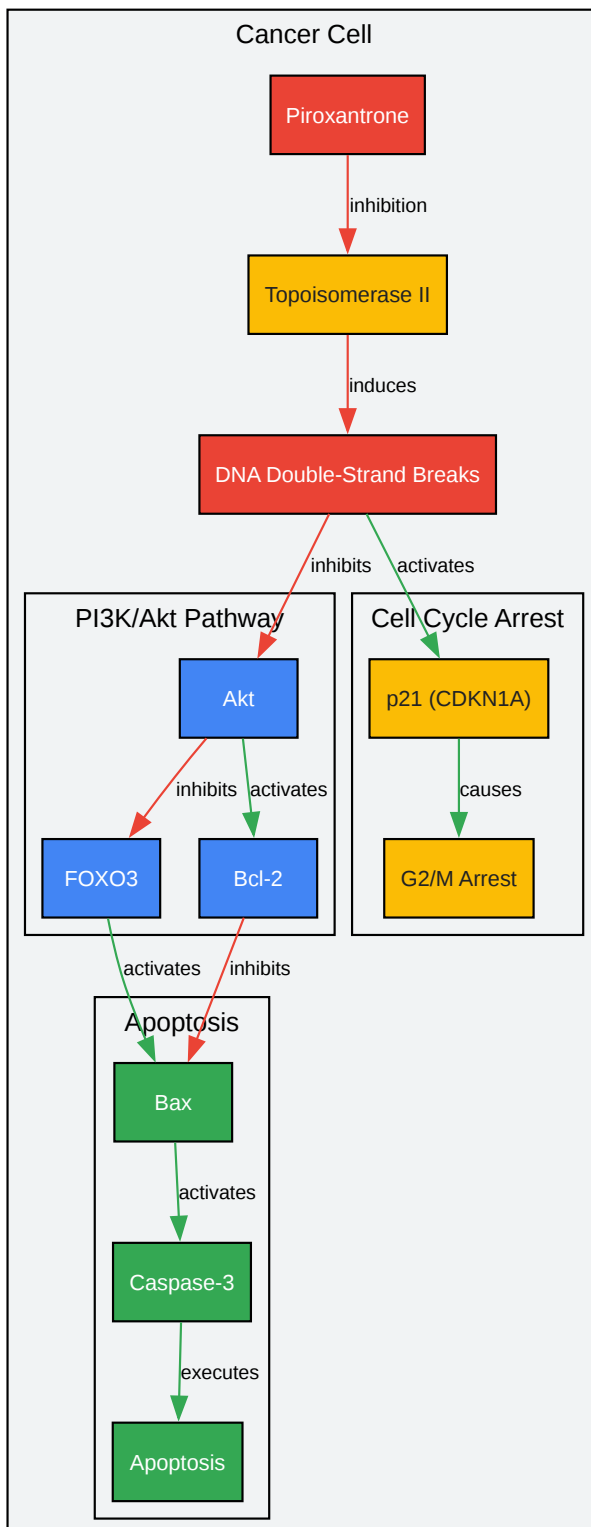 Cancer Cell
Piroxantrone
inhibition
Topoisomerase II
induces
DNA Double-Strand Breaks
inhibits
activates
PI3K/Akt Pathway
Cell Cycle Arrest
Akt
p21 (CDKN1A)
inhibits
activates
causes
FOXO3
Bcl-2
G2/M Arrest
activates
inhibits
Apoptosis
Bax
activates
Caspase-3
executes
Apoptosis